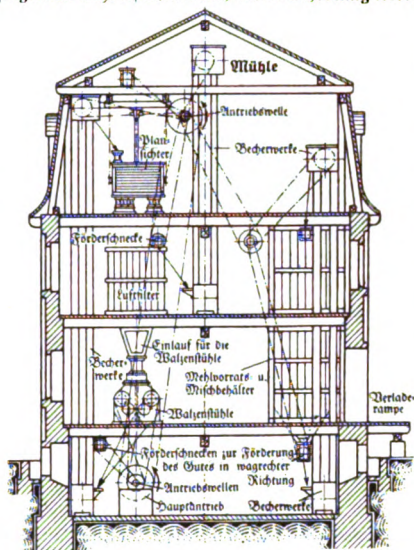 Mühle
Antriebswelle
Plan-
sichter
Becherwerke
Förderschnecke
Luftfilter
Einlauf für die
Walzenstühle
Becher-
werke
Mehlvorrats u.
Mischbehälter
Walzenstühle
Verlade-
rampe
Förderschnecken zur Förderung
des Gutes in wagrechter
Richtung
Antriebswellen
Hauptantrieb
Becherwerke